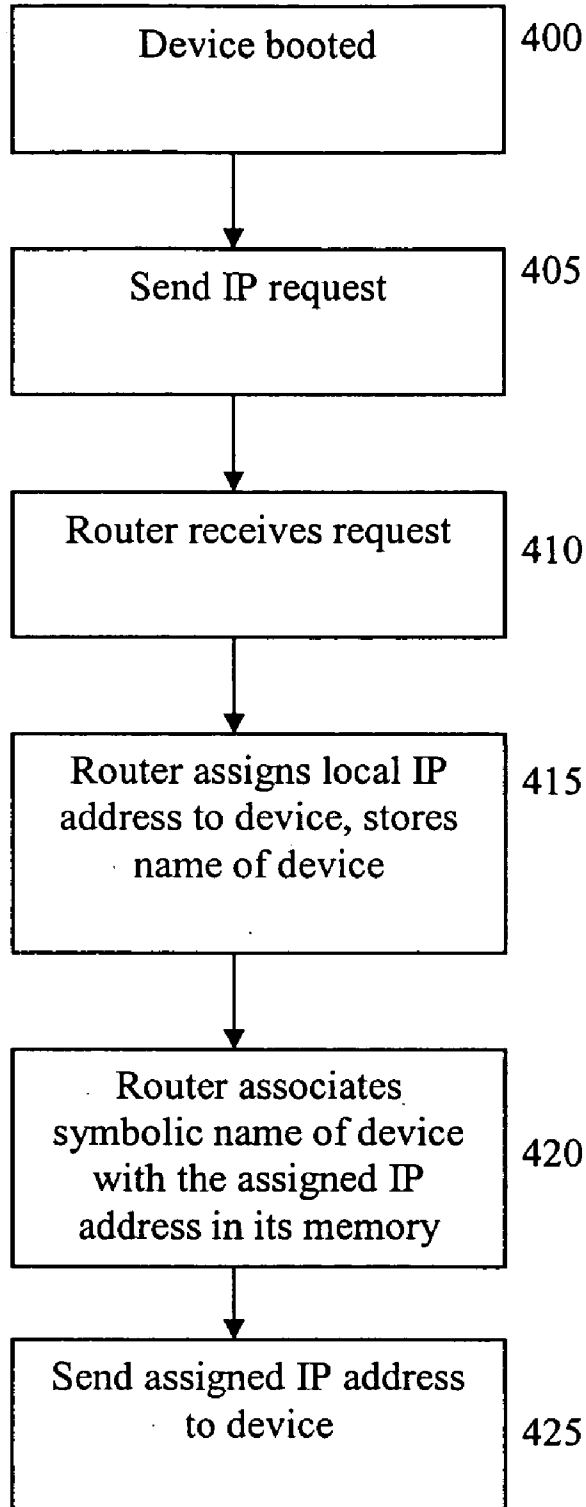 Device booted
400
Send IP request
405
Router receives request
410
Router assigns local IP
address to device, stores
name of device
415
Router associates
symbolic name of device
with the assigned IP
address in its memory
420
Send assigned IP address
to device
425